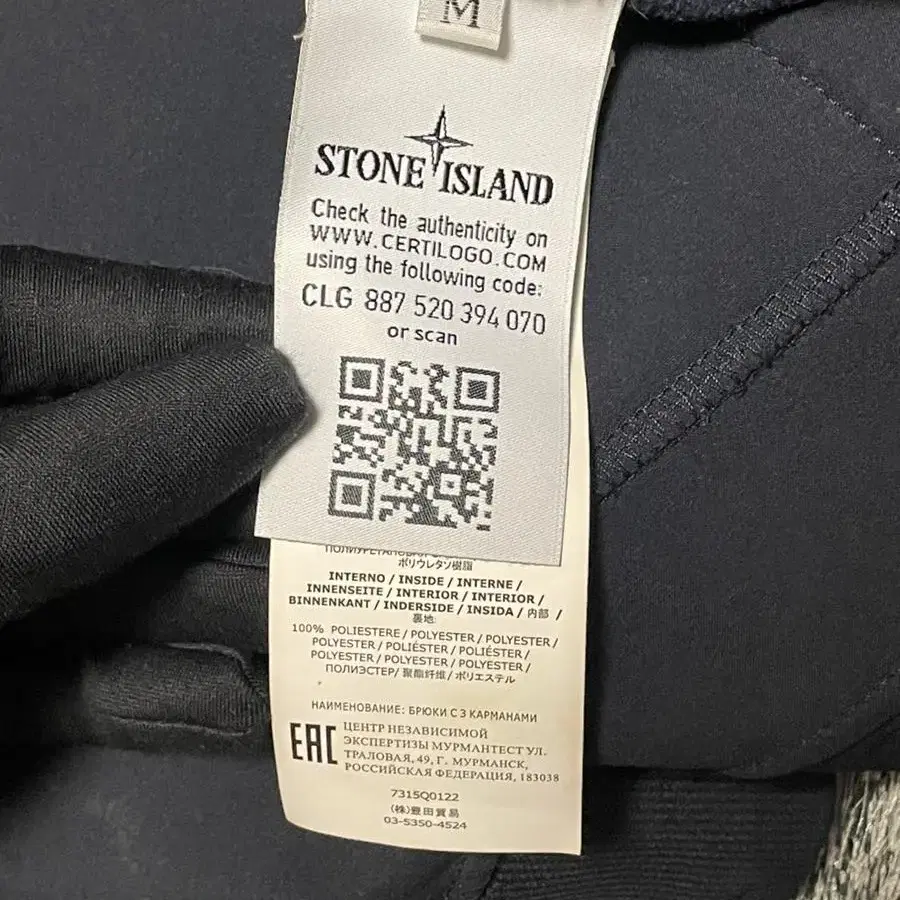 M
STONE ISLAND
Check the authenticity on
WWW.CERTILOGO.COM
using the following code:
CLG 887 520 394 070
or scan
ポリウレタン樹脂
INTERNO / INSIDE / INTERNE /
INNENSEITE / INTERIOR / INTERIOR /
BINNENKANT / INDERSIDE / INSIDA / 内部 /
裏地:
100% POLIESTERE / POLYESTER / POLYESTER /
POLYESTER / POLIÉSTER / POLIÉSTER /
POLYESTER / POLYESTER / POLYESTER /
ПОЛИЭСТЕР/ 聚酯纤维/ ポリエステル
НАИМЕНОВАНИЕ: БРЮКИ С 3 КАРМАНАМИ
EAC ЦЕНТР НЕЗАВИСИМОЙ
ЭКСПЕРТИЗЫ МУРМАНТЕСТ УЛ.
ТРАЛОВАЯ, 49, Г. МУРМАНСК,
РОССИЙСКАЯ ФЕДЕРАЦИЯ, 183038
7315Q0122
(株)豊田貿易
03-5350-4524